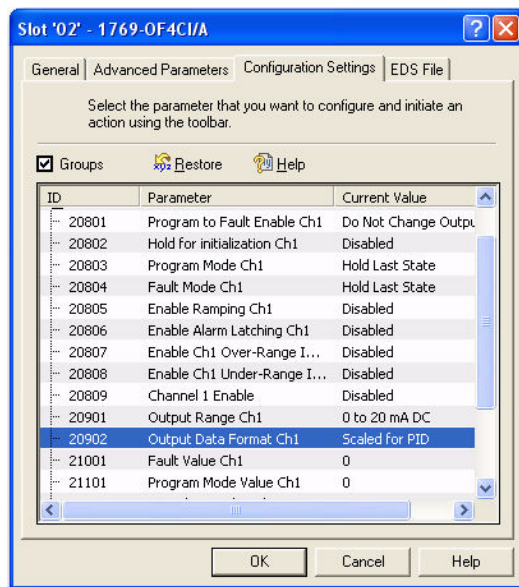 Slot '02' - 1769-OF4CI/A
General Advanced Parameters Configuration Settings EDS File
Select the parameter that you want to configure and initiate an
action using the toolbar.
Groups Restore Help
ID Parameter Current Value
20801 Program to Fault Enable Ch1 Do Not Change Outpu
20802 Hold for initialization Ch1 Disabled
20803 Program Mode Ch1 Hold Last State
20804 Fault Mode Ch1 Hold Last State
20805 Enable Ramping Ch1 Disabled
20806 Enable Alarm Latching Ch1 Disabled
20807 Enable Ch1 Over-Range I... Disabled
20808 Enable Ch1 Under-Range I... Disabled
20809 Channel 1 Enable Disabled
20901 Output Range Ch1 0 to 20 mA DC
20902 Output Data Format Ch1 Scaled for PID
21001 Fault Value Ch1 0
21101 Program Mode Value Ch1 0
OK Cancel Help